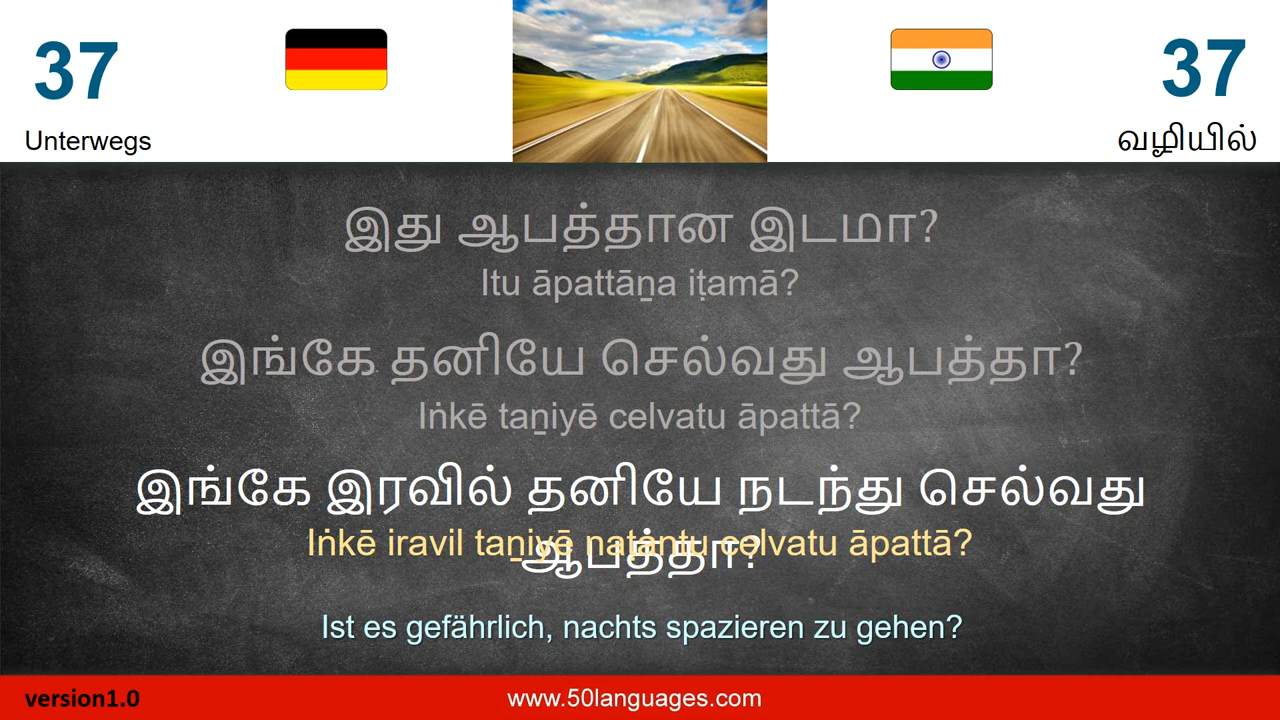 37
37
Unterwegs
வழியில்
இது ஆபத்தான இடமா?
Itu āpattāṉa iṭamā?
இங்கே தனியே செல்வது ஆபத்தா?
Iṅkē taṉiyē celvatu āpattā?
இங்கே இரவில் தனியே நடந்து செல்வது
ஆபத்தா?
Iṅkē iravil taṉiyē naṭantu celvatu āpattā?
Ist es gefährlich, nachts spazieren zu gehen?
version1.0
www.50languages.com